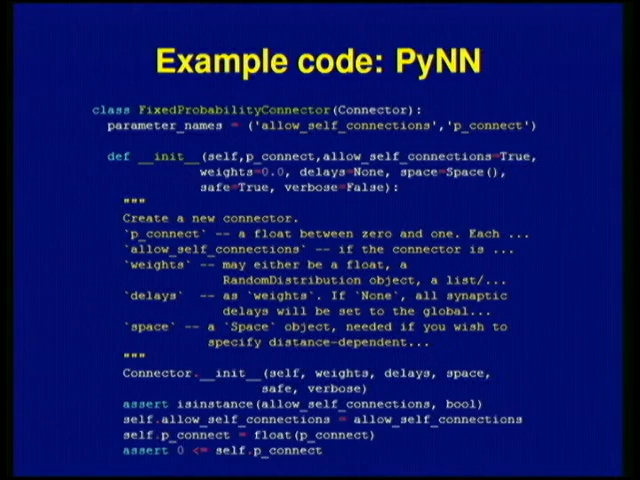 Example code: PyNN
class FixedProbabilityConnector(Connector):
parameter_names = ('allow_self_connections','p_connect')
def __init__(self,p_connect,allow_self_connections=True,
weights=0.0, delays=None, space=Space(),
safe=True, verbose=False):
"""
Create a new connector.
`p_connect` -- a float between zero and one. Each ...
`allow_self_connections` -- if the connector is ...
`weights` -- may either be a float, a
RandomDistribution object, a list/...
`delays` -- as `weights`. If `None`, all synaptic
delays will be set to the global...
`space` -- a `Space` object, needed if you wish to
specify distance-dependent...
"""
Connector.__init__(self, weights, delays, space,
safe, verbose)
assert isinstance(allow_self_connections, bool)
self.allow_self_connections = allow_self_connections
self.p_connect = float(p_connect)
assert 0 <= self.p_connect